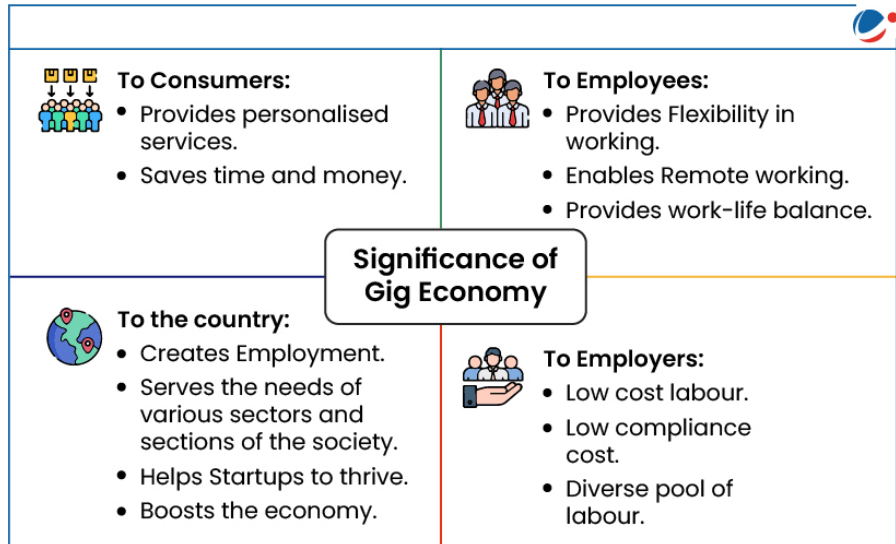 To Consumers:
• Provides personalised
services.
• Saves time and money.
To Employees:
• Provides Flexibility in
working.
• Enables Remote working.
• Provides work-life balance.
Significance of
Gig Economy
To the country:
• Creates Employment.
• Serves the needs of
various sectors and
sections of the society.
• Helps Startups to thrive.
• Boosts the economy.
To Employers:
• Low cost labour.
• Low compliance
cost.
• Diverse pool of
labour.